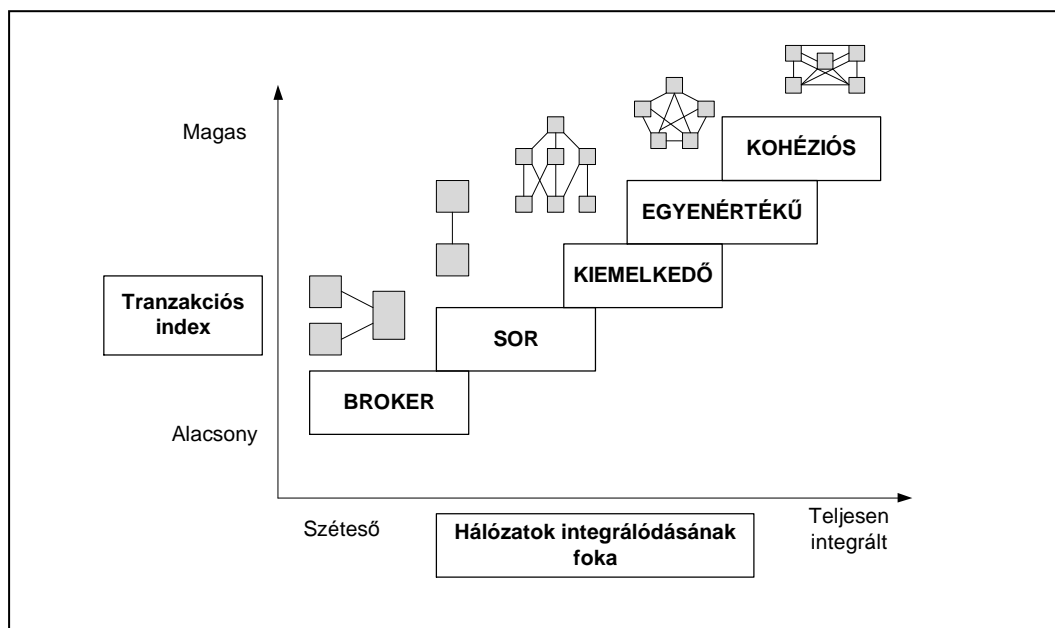 Magas
KOHÉZIÓS
EGYENÉRTÉKŰ
KIEMELKEDŐ
Tranzakciós
index
SOR
BROKER
Alacsony
Széteső
Hálózatok integrálódásának
foka
Teljesen
integrált